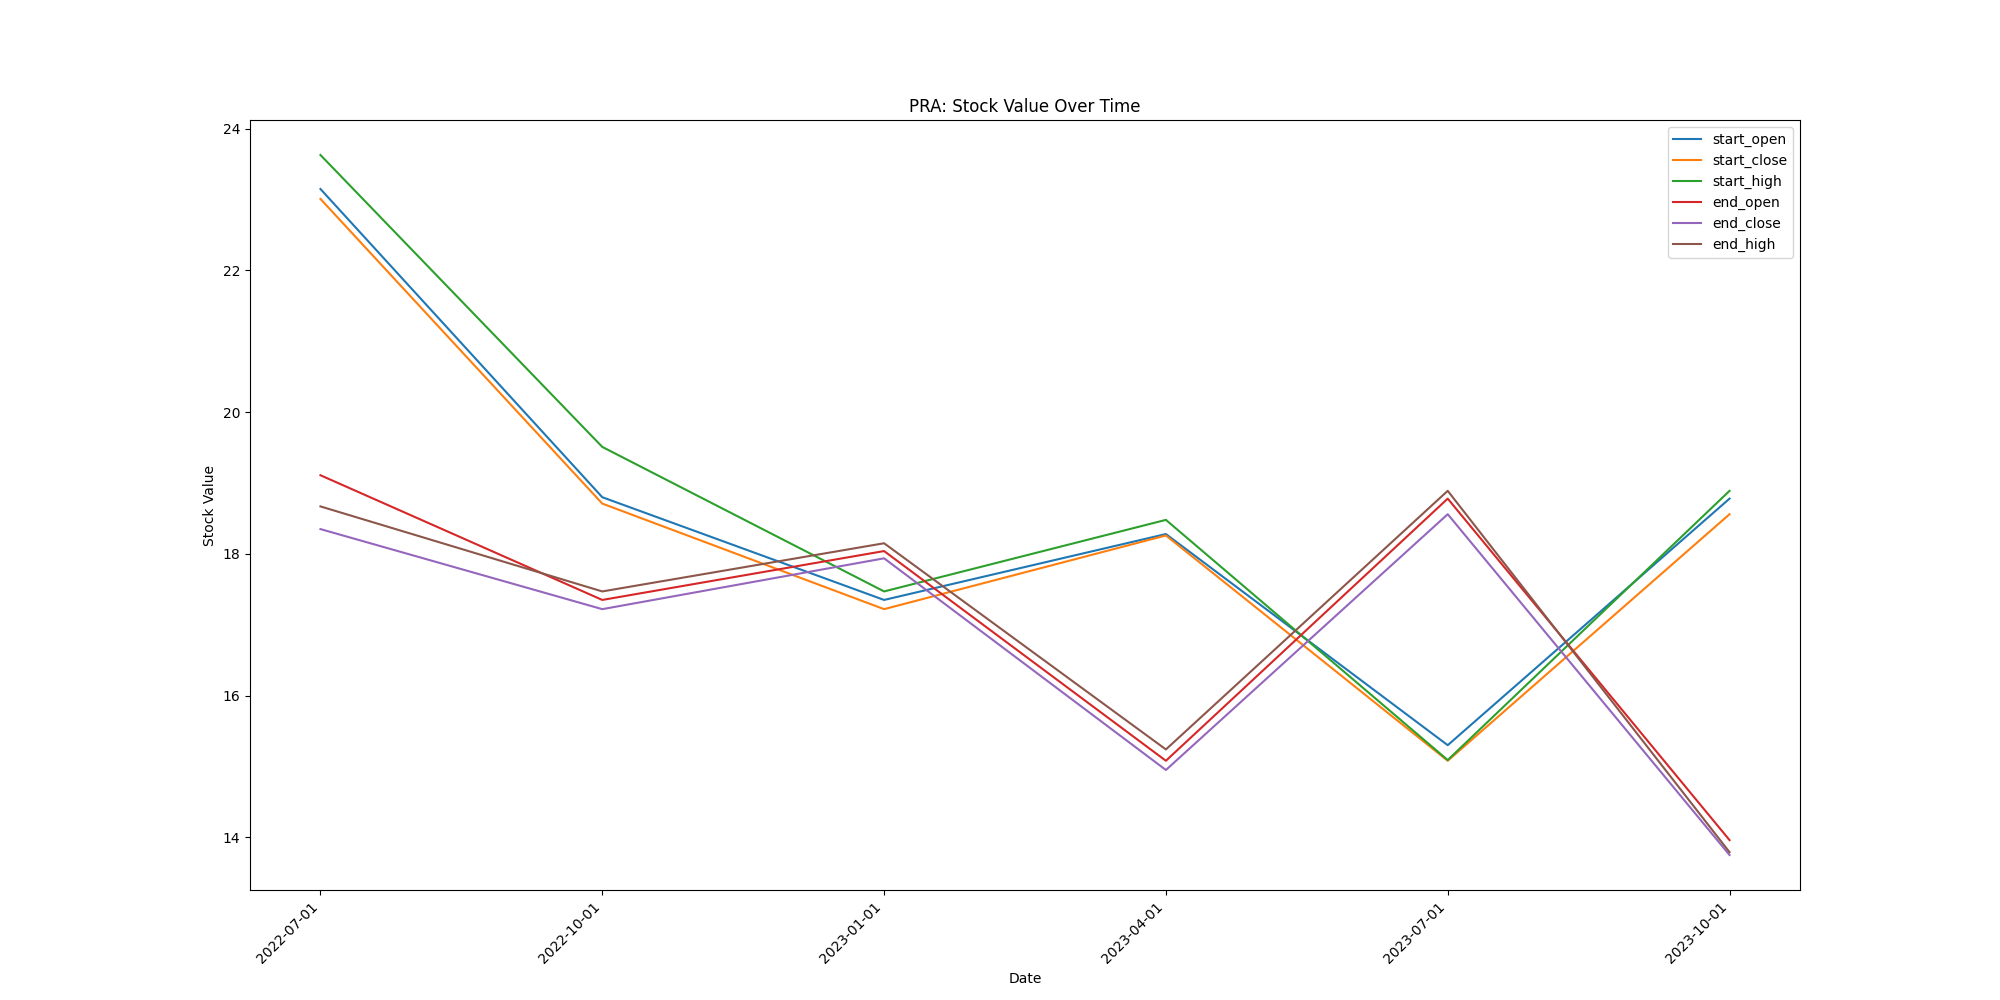 PRA: Stock Value Over Time
24
22
20
18
16
14
Stock Value
start_open
start_close
start_high
end_open
end_close
end_high
2022-07-01
2022-10-01
2023-01-01
2023-04-01
2023-07-01
2023-10-01
Date